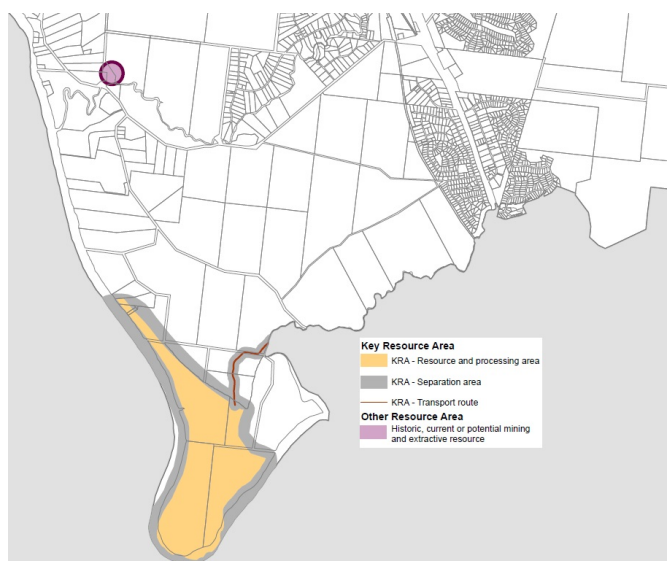 Key Resource Area
KRA - Resource and processing area
KRA - Separation area
KRA - Transport route
Other Resource Area
Historic, current or potential mining
and extractive resource